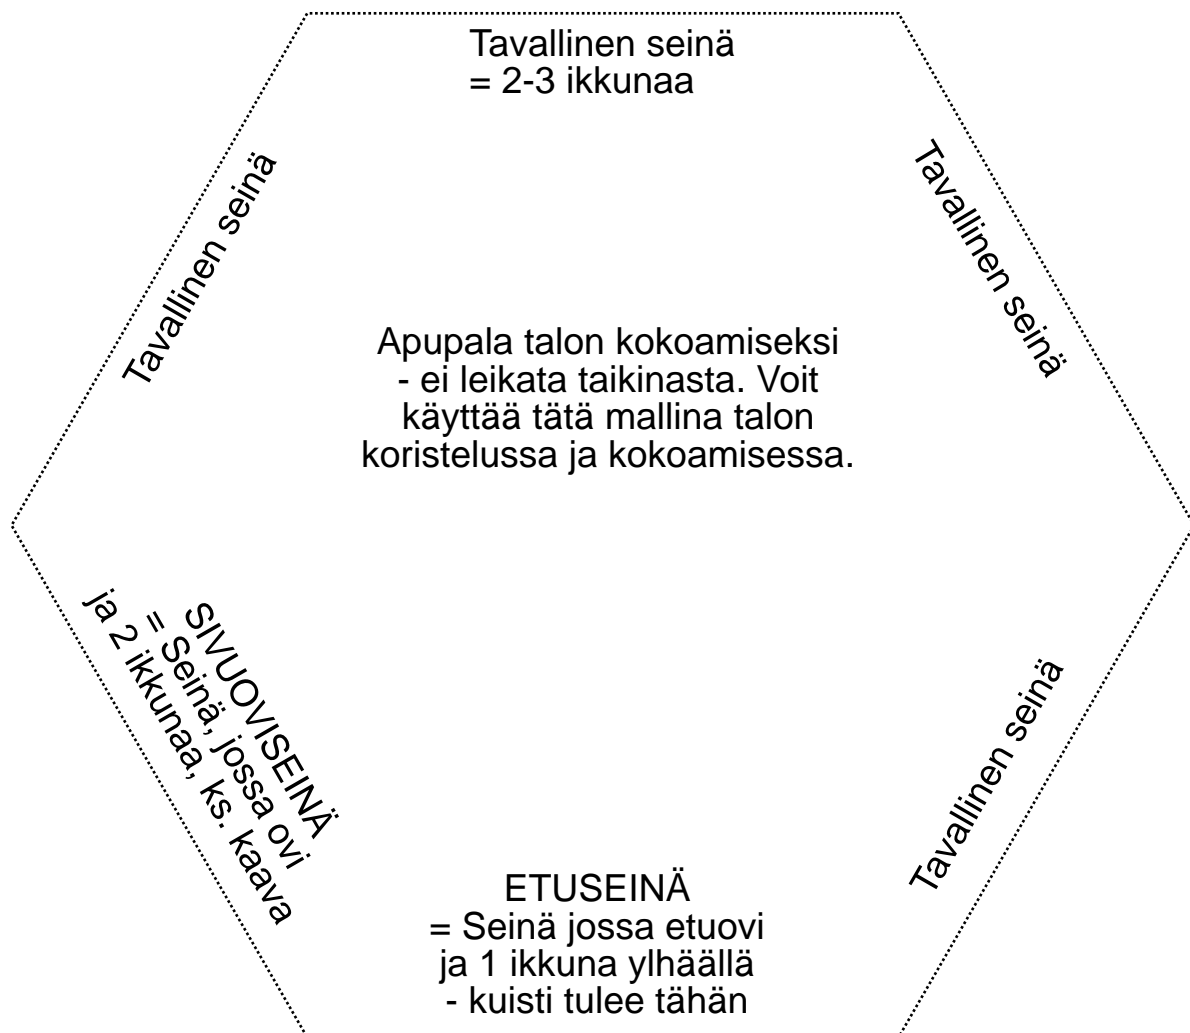 Tavallinen seinä
= 2-3 ikkunaa
Tavallinen seinä
Tavallinen seinä
Apupala talon kokoamiseksi
- ei leikata taikinasta. Voit
käyttää tätä mallina talon
koristelussa ja kokoamisessa.
SIVUOVISEINÄ
= Seinä, jossa ovi
ja 2 ikkunaa, ks. kaava
Tavallinen seinä
ETUSEINÄ
= Seinä jossa etuovi
ja 1 ikkuna ylhäällä
- kuisti tulee tähän